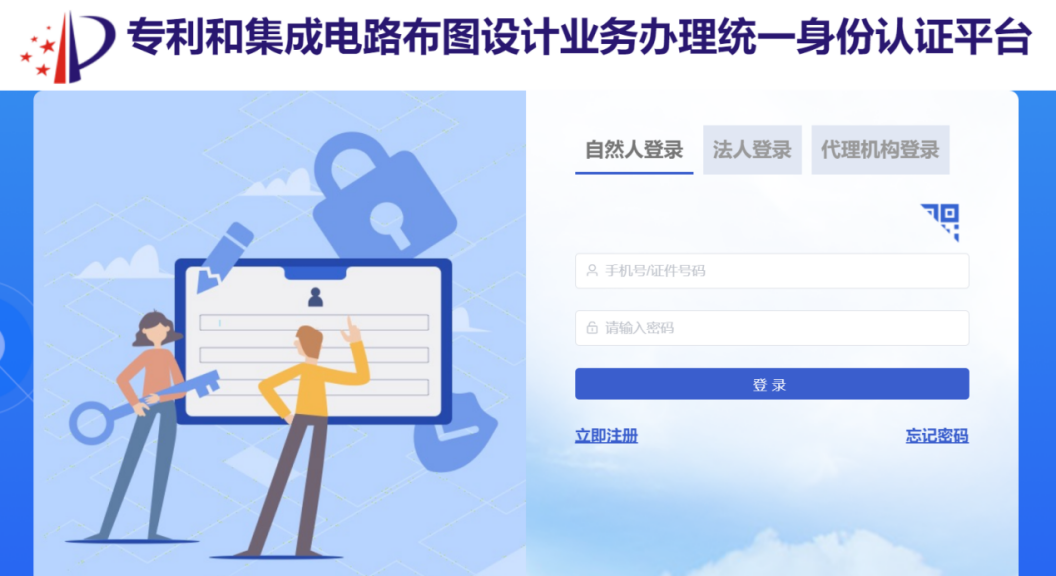 专利和集成电路布图设计业务办理统一身份认证平台
自然人登录 法人登录 代理机构登录
手机号/证件号码
请输入密码
登 录
立即注册 忘记密码